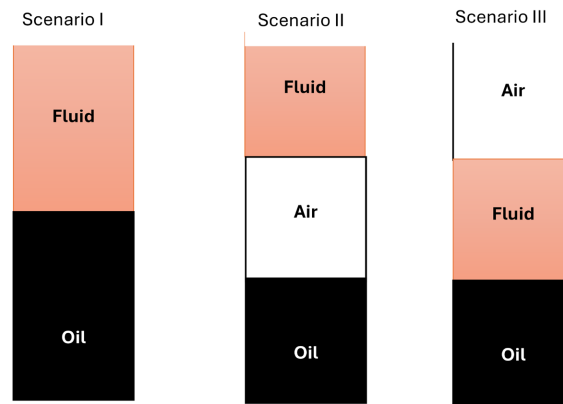 Scenario I
Fluid
Oil
Scenario II
Fluid
Air
Oil
Scenario III
Air
Fluid
Oil